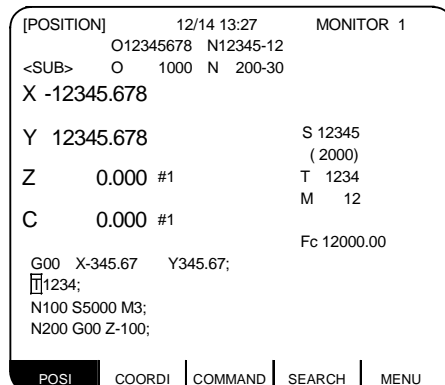 [POSITION] 12/14 13:27 MONITOR 1
O12345678 N12345-12
<SUB> O 1000 N 200-30
X -12345.678
Y 12345.678 S 12345
( 2000)
Z 0.000 #1 T 1234
M 12
C 0.000 #1
Fc 12000.00
G00 X-345.67 Y345.67;
T1234;
N100 S5000 M3;
N200 G00 Z-100;
POSI COORDI COMMAND SEARCH MENU